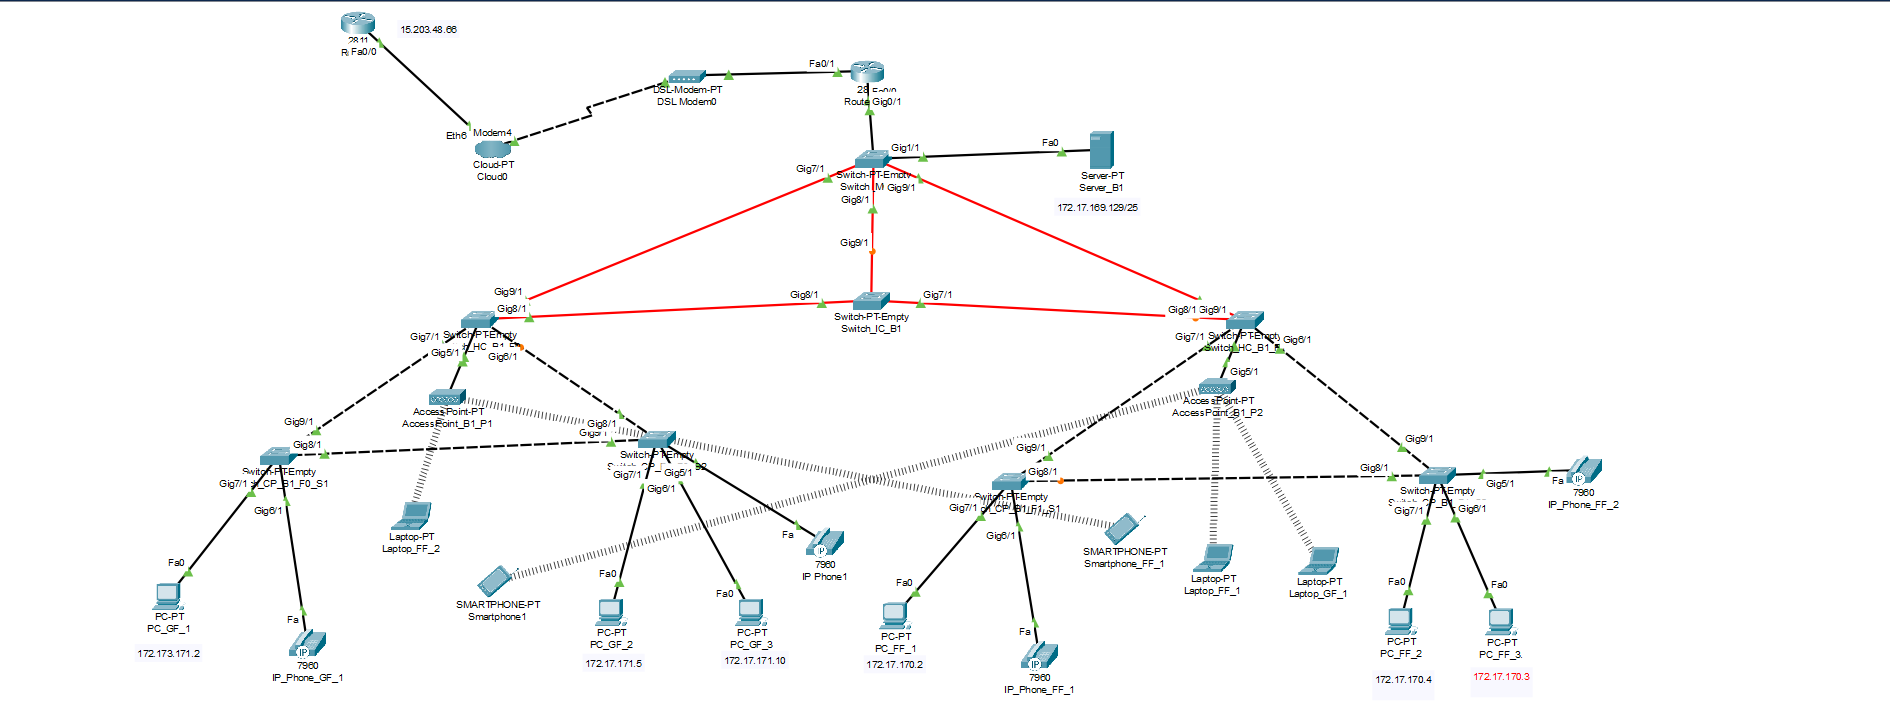 15.203.48.66
2811
Fa0/0
Fa0/1
DSL-Modem-PT
DSL Modem0
28
Fa0/0
Route
Gig0/1
Eth6
Modem4
Cloud-PT
Cloud0
Gig1/1
Fa0
Gig7/1
Switch-PT-Empty
Gig9/1
Gig8/1
Server-PT
Server_B1
172.17.169.129/25
Gig9/1
Gig9/1
Gig8/1
Gig8/1
Gig7/1
Switch-PT-Empty
Switch_IC_B1
Gig8/1
Gig9/1
Gig7/1
Switch-PT-Empty
Gig5/1
Gig6/1
Gig7/1
Switch-PT-Empty
Gig6/1
Gig5/1
Access-Point-PT
AccessPoint_B1_P1
AccessPoint-PT
AccessPoint_B1_P2
Gig9/1
Gig8/1
Switch-PT-Empty
_CP_B1_F0_S1
Gig7/1
Gig6/1
Gig8/1
Switch-PT-Empty
Gig7/1
Gig5/1
Gig6/1
Gig9/1
Gig8/1
Switch-PT-Empty
_CP_B1_F1_S1
Gig7/1
Gig6/1
Gig9/1
Gig8/1
Switch-PT-Empty
Gig5/1
Gig7/1
Gig6/1
Fa
7960
IP_Phone_FF_2
Laptop-PT
Laptop_FF_2
Fa
7960
IP Phone1
SMARTPHONE-PT
Smartphone_FF_1
SMARTPHONE-PT
Smartphone1
Laptop-PT
Laptop_FF_1
Laptop-PT
Laptop_GF_1
Fa0
PC-PT
PC_GF_1
172.173.171.2
Fa
7960
IP_Phone_GF_1
Fa0
PC-PT
PC_GF_2
172.17.171.5
Fa0
PC-PT
PC_GF_3
172.17.171.10
Fa0
PC-PT
PC_FF_1
172.17.170.2
Fa
7960
IP_Phone_FF_1
Fa0
PC-PT
PC_FF_2
172.17.170.4
Fa0
PC-PT
PC_FF_3.
172.17.170.3